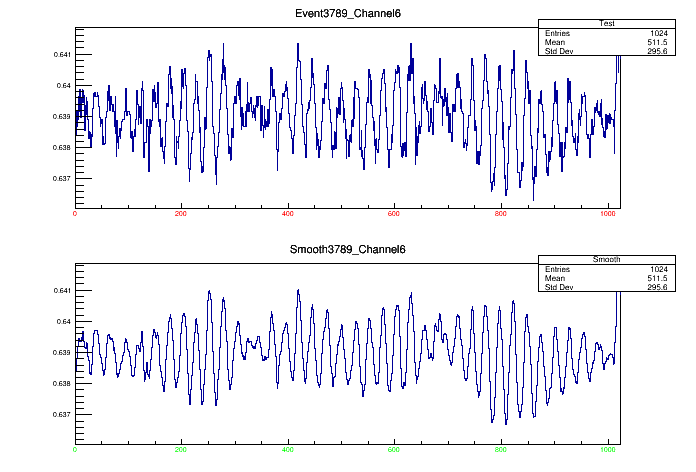 Event3789_Channel6
Test
Entries 1024
Mean 511.5
Std Dev 295.6
0.641
0.64
0.639
0.638
0.637
0 200 400 600 800 1000
Smooth3789_Channel6
Smooth
Entries 1024
Mean 511.5
Std Dev 295.6
0.641
0.64
0.639
0.638
0.637
0 200 400 600 800 1000